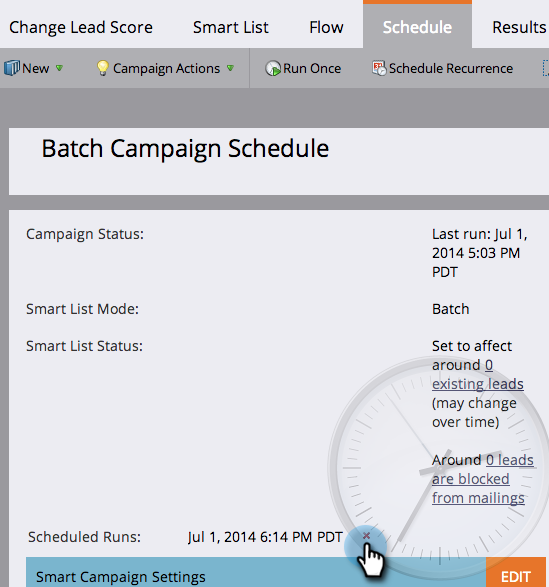 Change Lead Score Smart List Flow Schedule Results
New Campaign Actions Run Once Schedule Recurrence
Batch Campaign Schedule
Campaign Status: Last run: Jul 1,
2014 5:03 PM
PDT
Smart List Mode: Batch
Smart List Status: Set to affect
around 0
existing leads
(may change
over time)
Around 0 leads
are blocked
from mailings
Scheduled Runs: Jul 1, 2014 6:14 PM PDT
Smart Campaign Settings EDIT